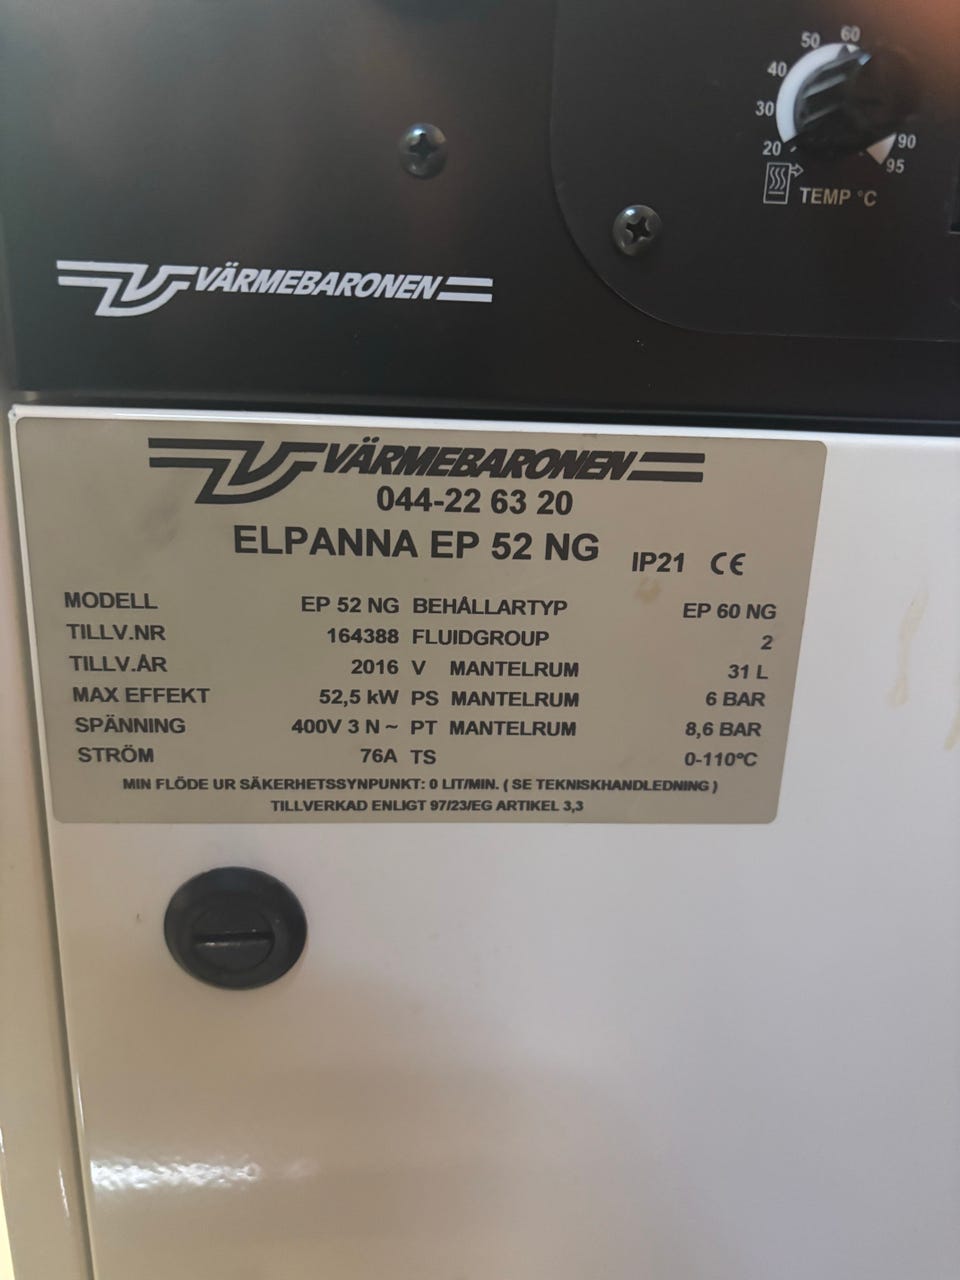 50 60
40
30
20
90
95
TEMP °C
VÄRMEBARONEN
VÄRMEBARONEN
044-22 63 20
ELPANNA EP 52 NG IP21 CE
MODELL EP 52 NG BEHÅLLARTYP EP 60 NG
TILLV.NR 164388 FLUIDGROUP 2
TILLV.ÅR 2016 V MANTELRUM 31 L
MAX EFFEKT 52,5 kW PS MANTELRUM 6 BAR
SPÄNNING 400V 3 N ~ PT MANTELRUM 8,6 BAR
STRÖM 76A TS 0-110°C
MIN FLÖDE UR SÄKERHETSSYNPUNKT: 0 LIT/MIN. ( SE TEKNISKHANDLEDNING )
TILLVERKAD ENLIGT 97/23/EG ARTIKEL 3,3